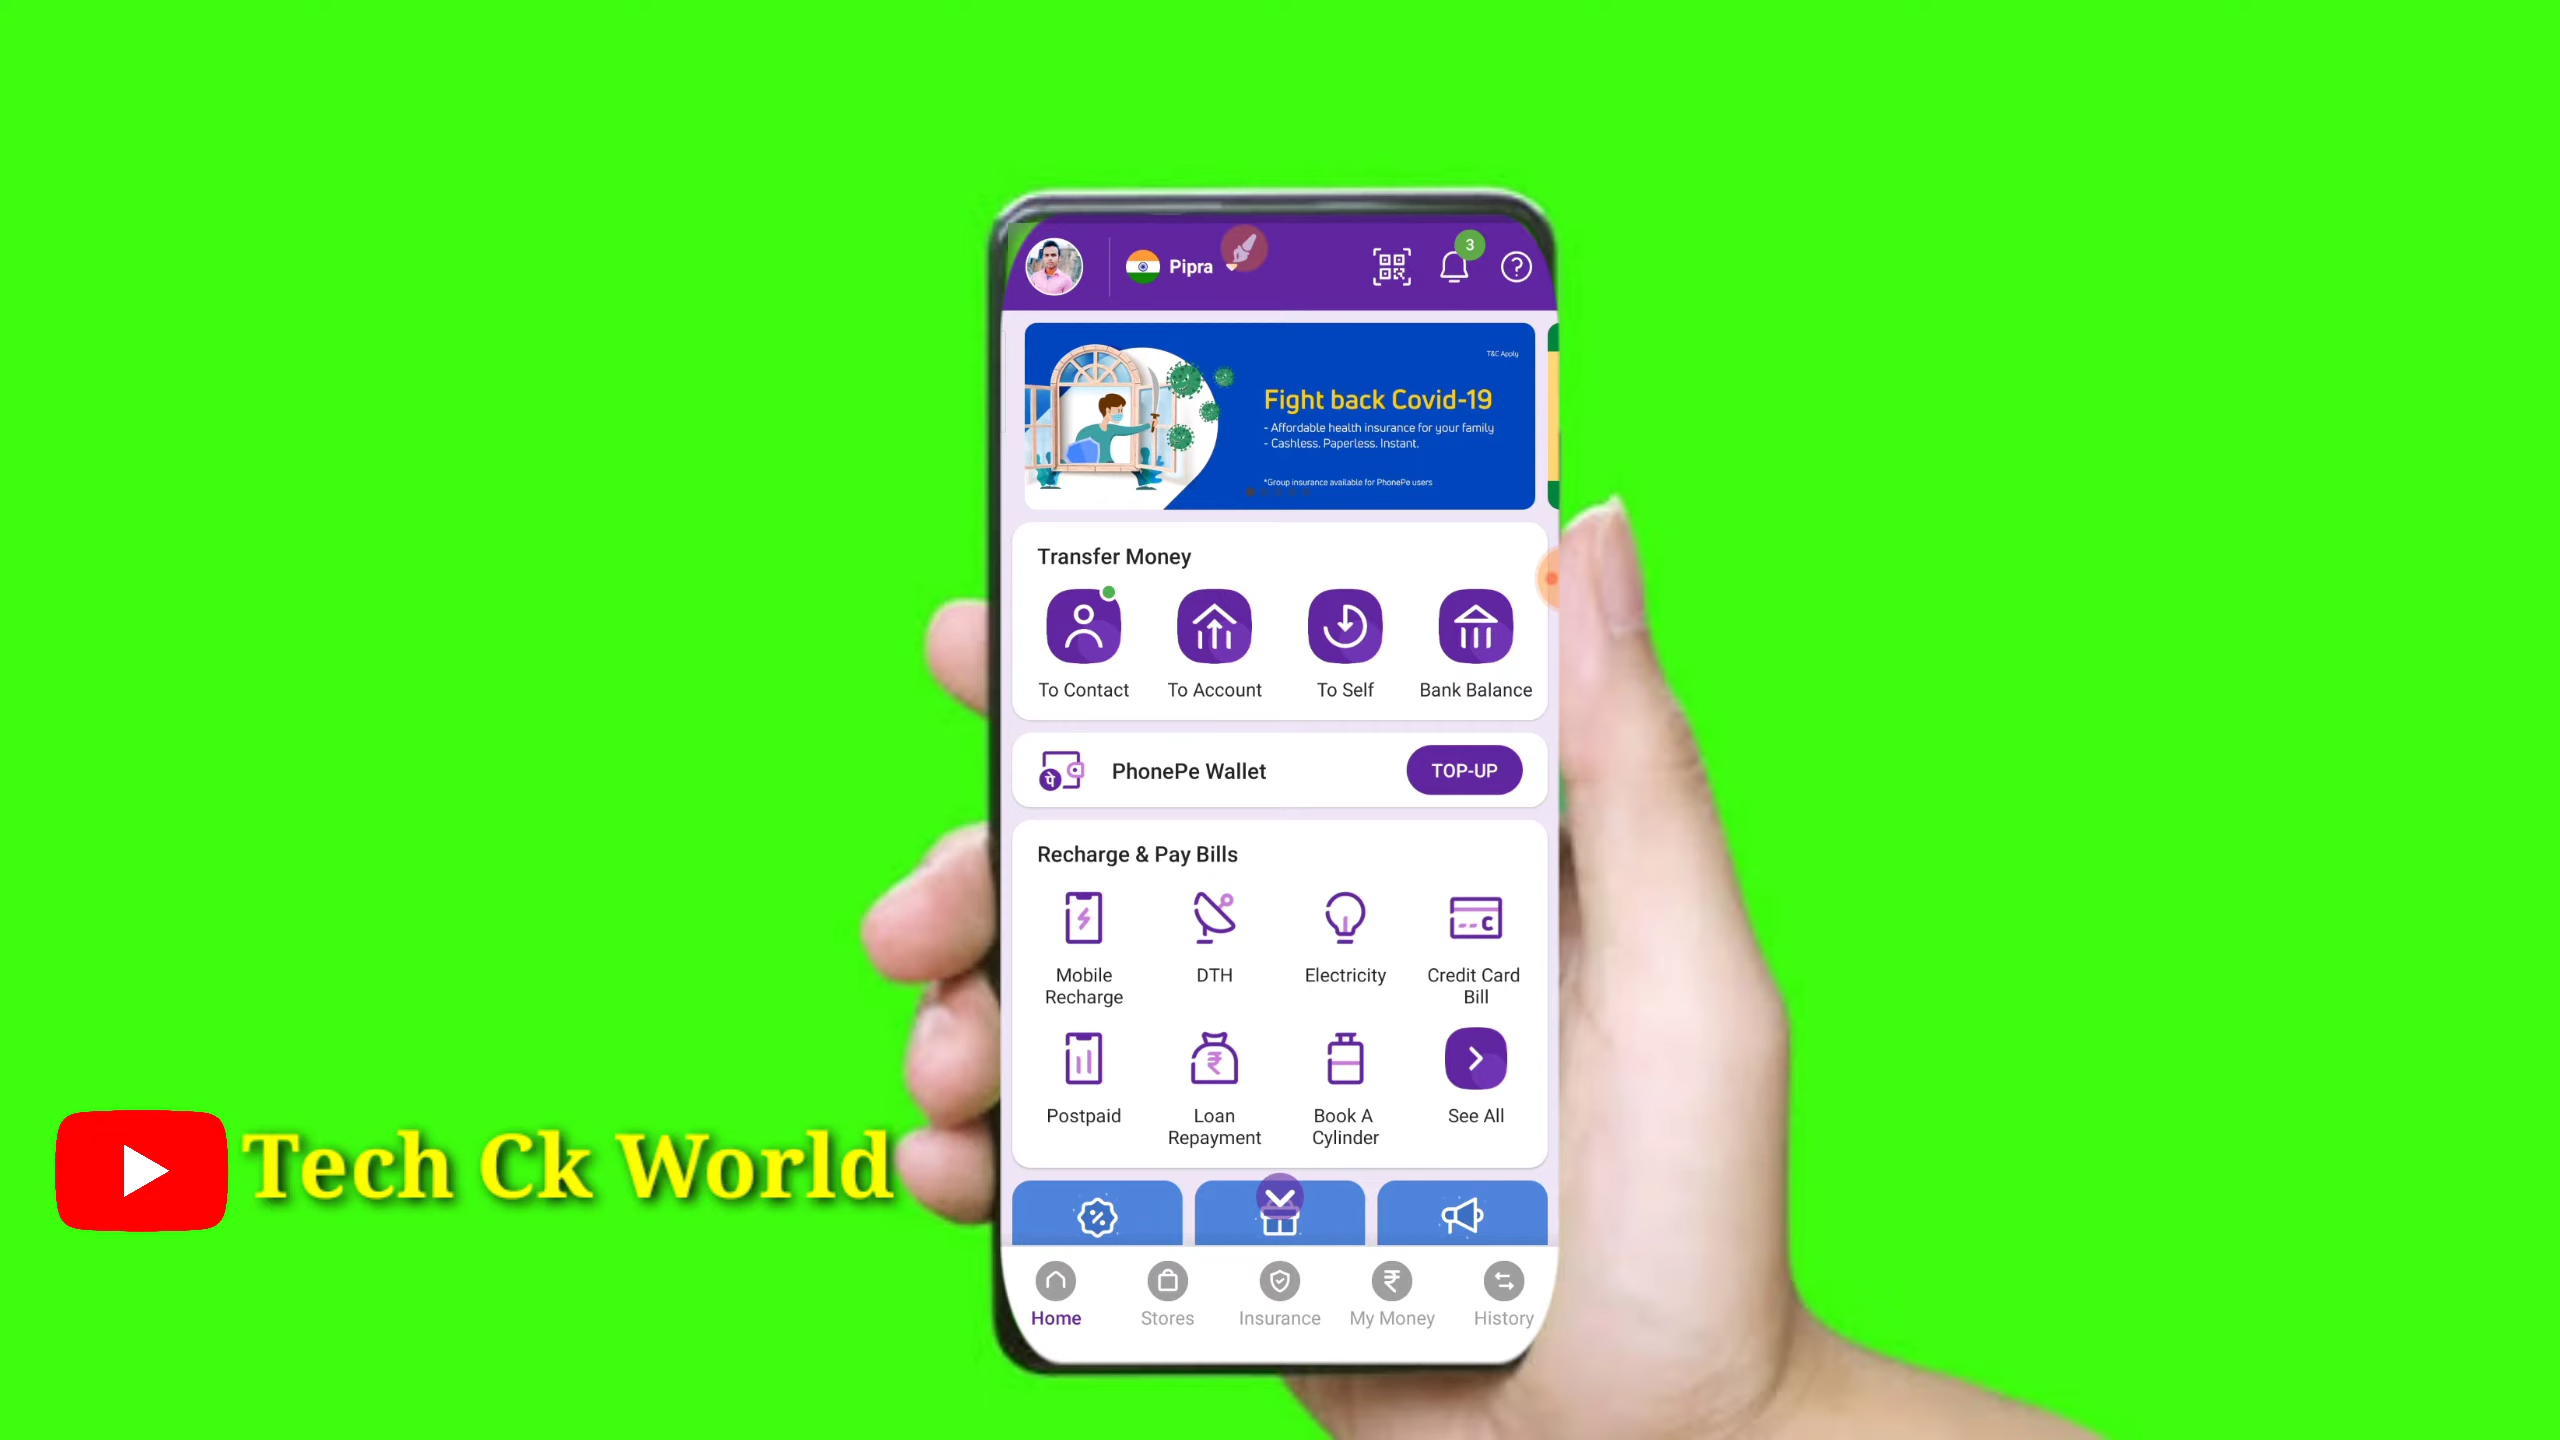 Pipra
3
T&C Apply
Fight back Covid-19
- Affordable health insurance for your family
- Cashless. Paperless. Instant.
*Group insurance available for PhonePe users
Transfer Money
To Contact
To Account
To Self
Bank Balance
पे
PhonePe Wallet
TOP-UP
Recharge & Pay Bills
Mobile
Recharge
DTH
Electricity
C
Credit Card
Bill
Postpaid
₹
Loan
Repayment
Book A
Cylinder
See All
Tech Ck World
Home
Stores
Insurance
₹
My Money
History